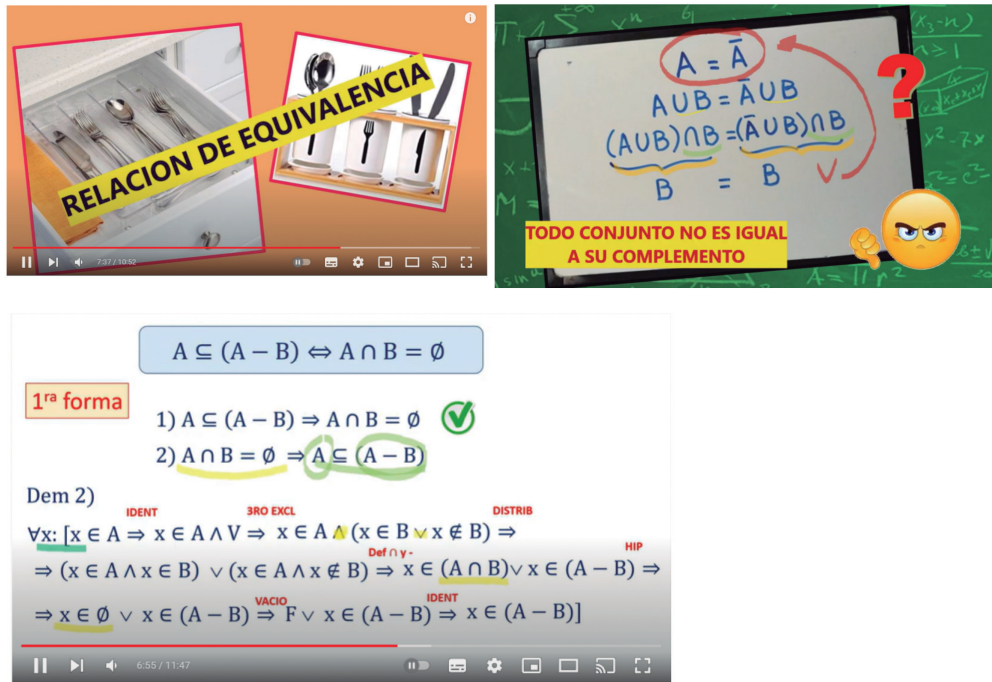 RELACION DE EQUIVALENCIA
7:37 / 10:52
A = Ā
A ∪ B = Ā ∪ B
(A ∪ B) ∩ B = (Ā ∪ B) ∩ B
B = B V
?
TODO CONJUNTO NO ES IGUAL
A SU COMPLEMENTO
A ⊆ (A − B) ⇔ A ∩ B = ∅
1ra forma
1) A ⊆ (A − B) ⇒ A ∩ B = ∅
2) A ∩ B = ∅ ⇒ A ⊆ (A − B)
Dem 2)
IDENT 3RO EXCL DISTRIB
∀x: [x ∈ A ⇒ x ∈ A ∧ V ⇒ x ∈ A ∧ (x ∈ B ∨ x ∉ B) ⇒
Def ∩ y - HIP
⇒ (x ∈ A ∧ x ∈ B) ∨ (x ∈ A ∧ x ∉ B) ⇒ x ∈ (A ∩ B) ∨ x ∈ (A − B) ⇒
VACIO IDENT
⇒ x ∈ ∅ ∨ x ∈ (A − B) ⇒ F ∨ x ∈ (A − B) ⇒ x ∈ (A − B)]
6:55 / 11:47